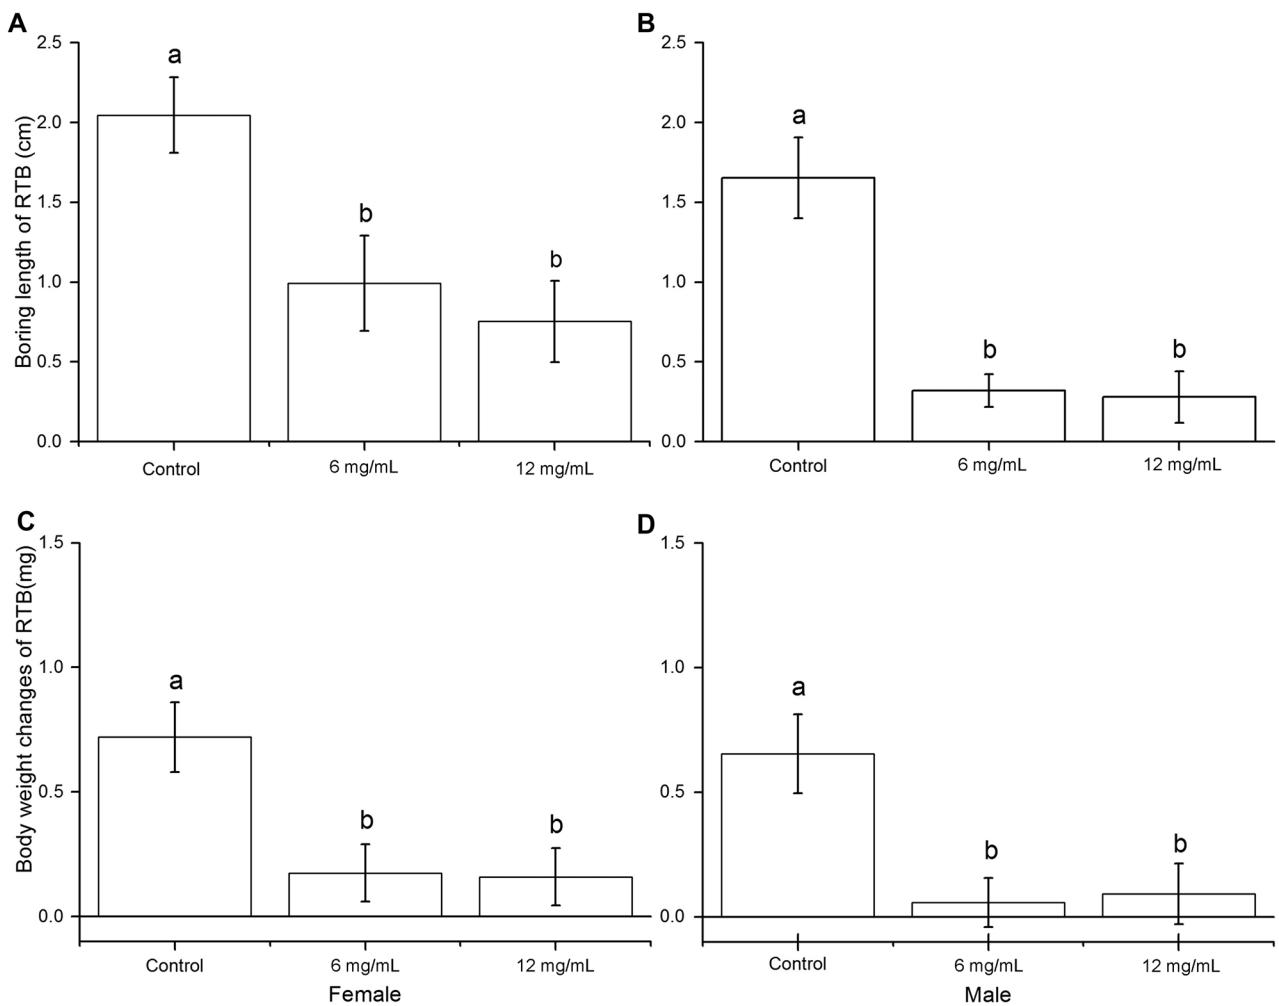 A
B
Boring length of RTB (cm)
2.5
2.0
1.5
1.0
0.5
0.0
a
b
b
Control
6 mg/mL
12 mg/mL
2.5
2.0
1.5
1.0
0.5
0.0
a
b
b
Control
6 mg/mL
12 mg/mL
C
D
Body weight changes of RTB(mg)
1.5
1.0
0.5
0.0
a
b
b
Control
6 mg/mL
12 mg/mL
Female
1.5
1.0
0.5
0.0
a
b
b
Control
6 mg/mL
12 mg/mL
Male